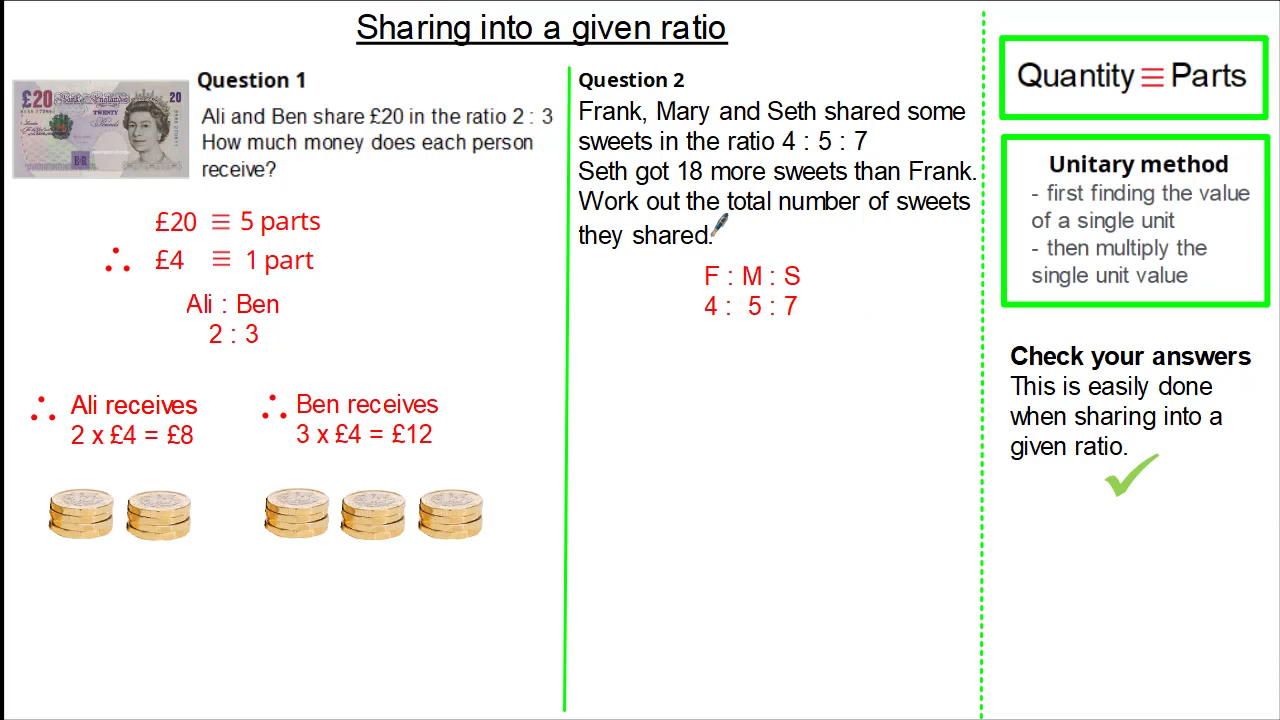 Sharing into a given ratio
£20
20
TWENTY
Question 1
Ali and Ben share £20 in the ratio 2 : 3
How much money does each person
receive?
£20 ≡ 5 parts
∴ £4 ≡ 1 part
Ali : Ben
2 : 3
∴ Ali receives
2 x £4 = £8
∴ Ben receives
3 x £4 = £12
Question 2
Frank, Mary and Seth shared some
sweets in the ratio 4 : 5 : 7
Seth got 18 more sweets than Frank.
Work out the total number of sweets
they shared.
F : M : S
4 : 5 : 7
Quantity ≡ Parts
Unitary method
- first finding the value
of a single unit
- then multiply the
single unit value
Check your answers
This is easily done
when sharing into a
given ratio.